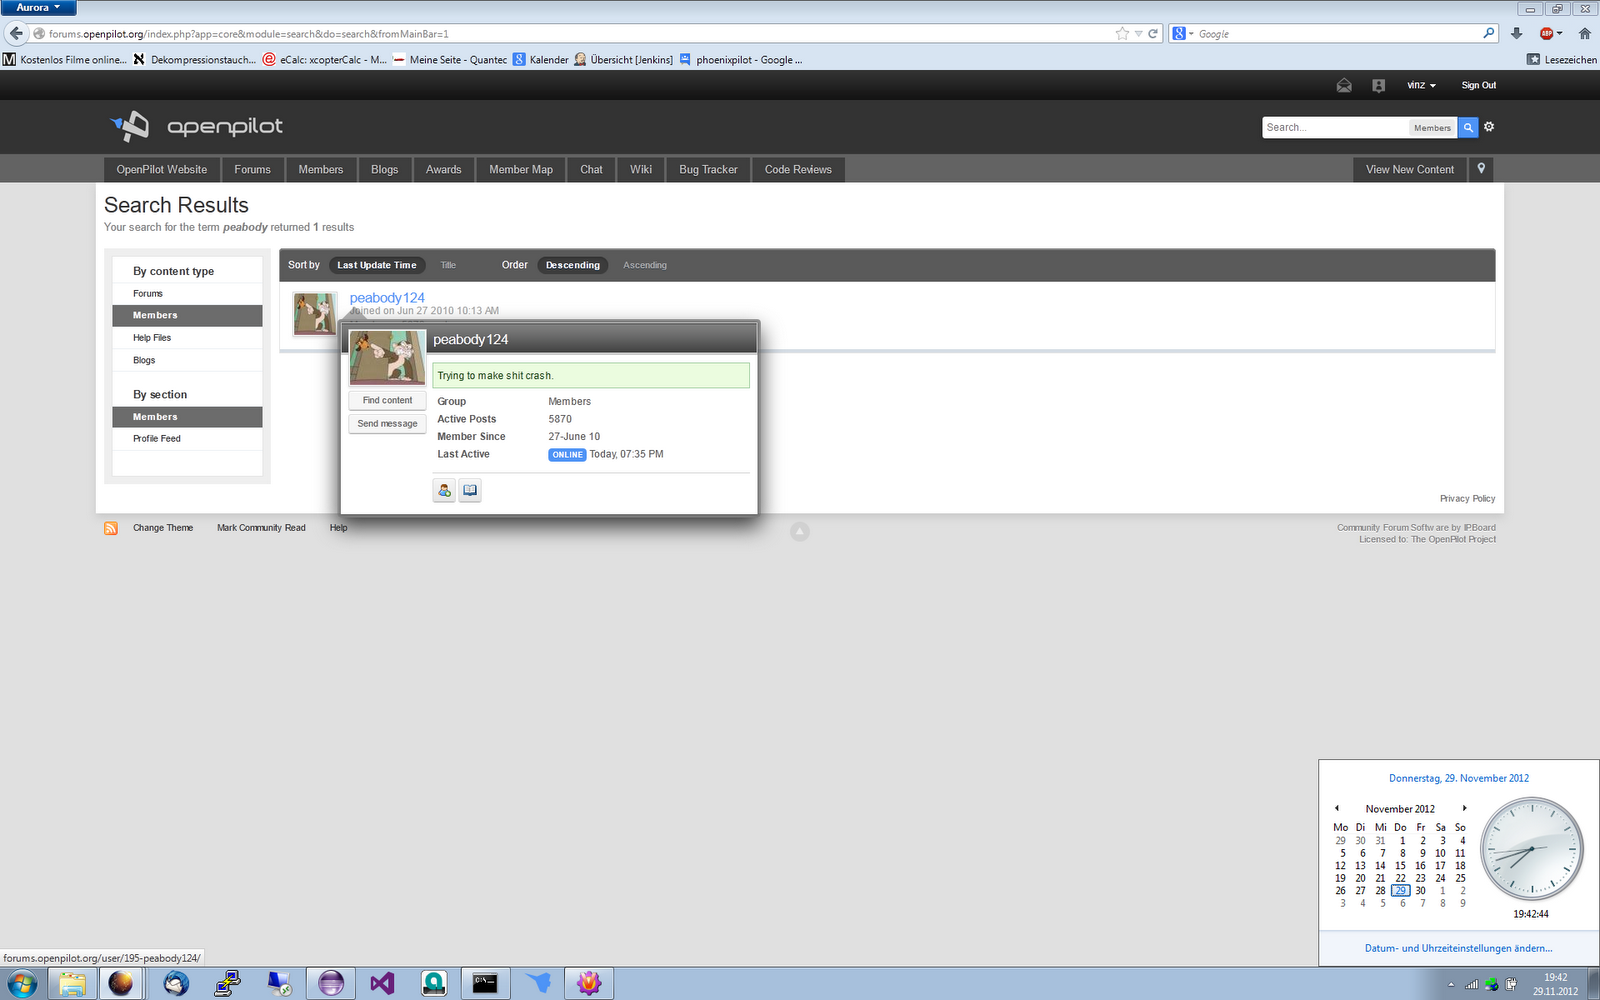 Aurora
forums.openpilot.org/index.php?app=core&module=search&do=search&fromMainBar=1
Google
Kostenlos Filme online...
Dekompressionstauch...
eCalc: xcopterCalc - M...
Meine Seite - Quantec
Kalender
Übersicht [Jenkins]
phoenixpilot - Google ...
Lesezeichen
vinz
Sign Out
openpilot
Search...
Members
OpenPilot Website
Forums
Members
Blogs
Awards
Member Map
Chat
Wiki
Bug Tracker
Code Reviews
View New Content
Search Results
Your search for the term peabody returned 1 results
By content type
Forums
Members
Help Files
Blogs
By section
Members
Profile Feed
Sort by
Last Update Time
Title
Order
Descending
Ascending
peabody124
Joined on Jun 27 2010 10:13 AM
peabody124
Trying to make shit crash.
Find content
Send message
Group Members
Active Posts 5870
Member Since 27-June 10
Last Active ONLINE Today, 07:35 PM
Privacy Policy
Change Theme
Mark Community Read
Help
Community Forum Software by IP.Board
Licensed to: The OpenPilot Project
Donnerstag, 29. November 2012
November 2012
Mo Di Mi Do Fr Sa So
29 30 31 1 2 3 4
5 6 7 8 9 10 11
12 13 14 15 16 17 18
19 20 21 22 23 24 25
26 27 28 29 30 1 2
3 4 5 6 7 8 9
19:42:44
Datum- und Uhrzeiteinstellungen ändern...
forums.openpilot.org/user/195-peabody124/
19:42
29.11.2012